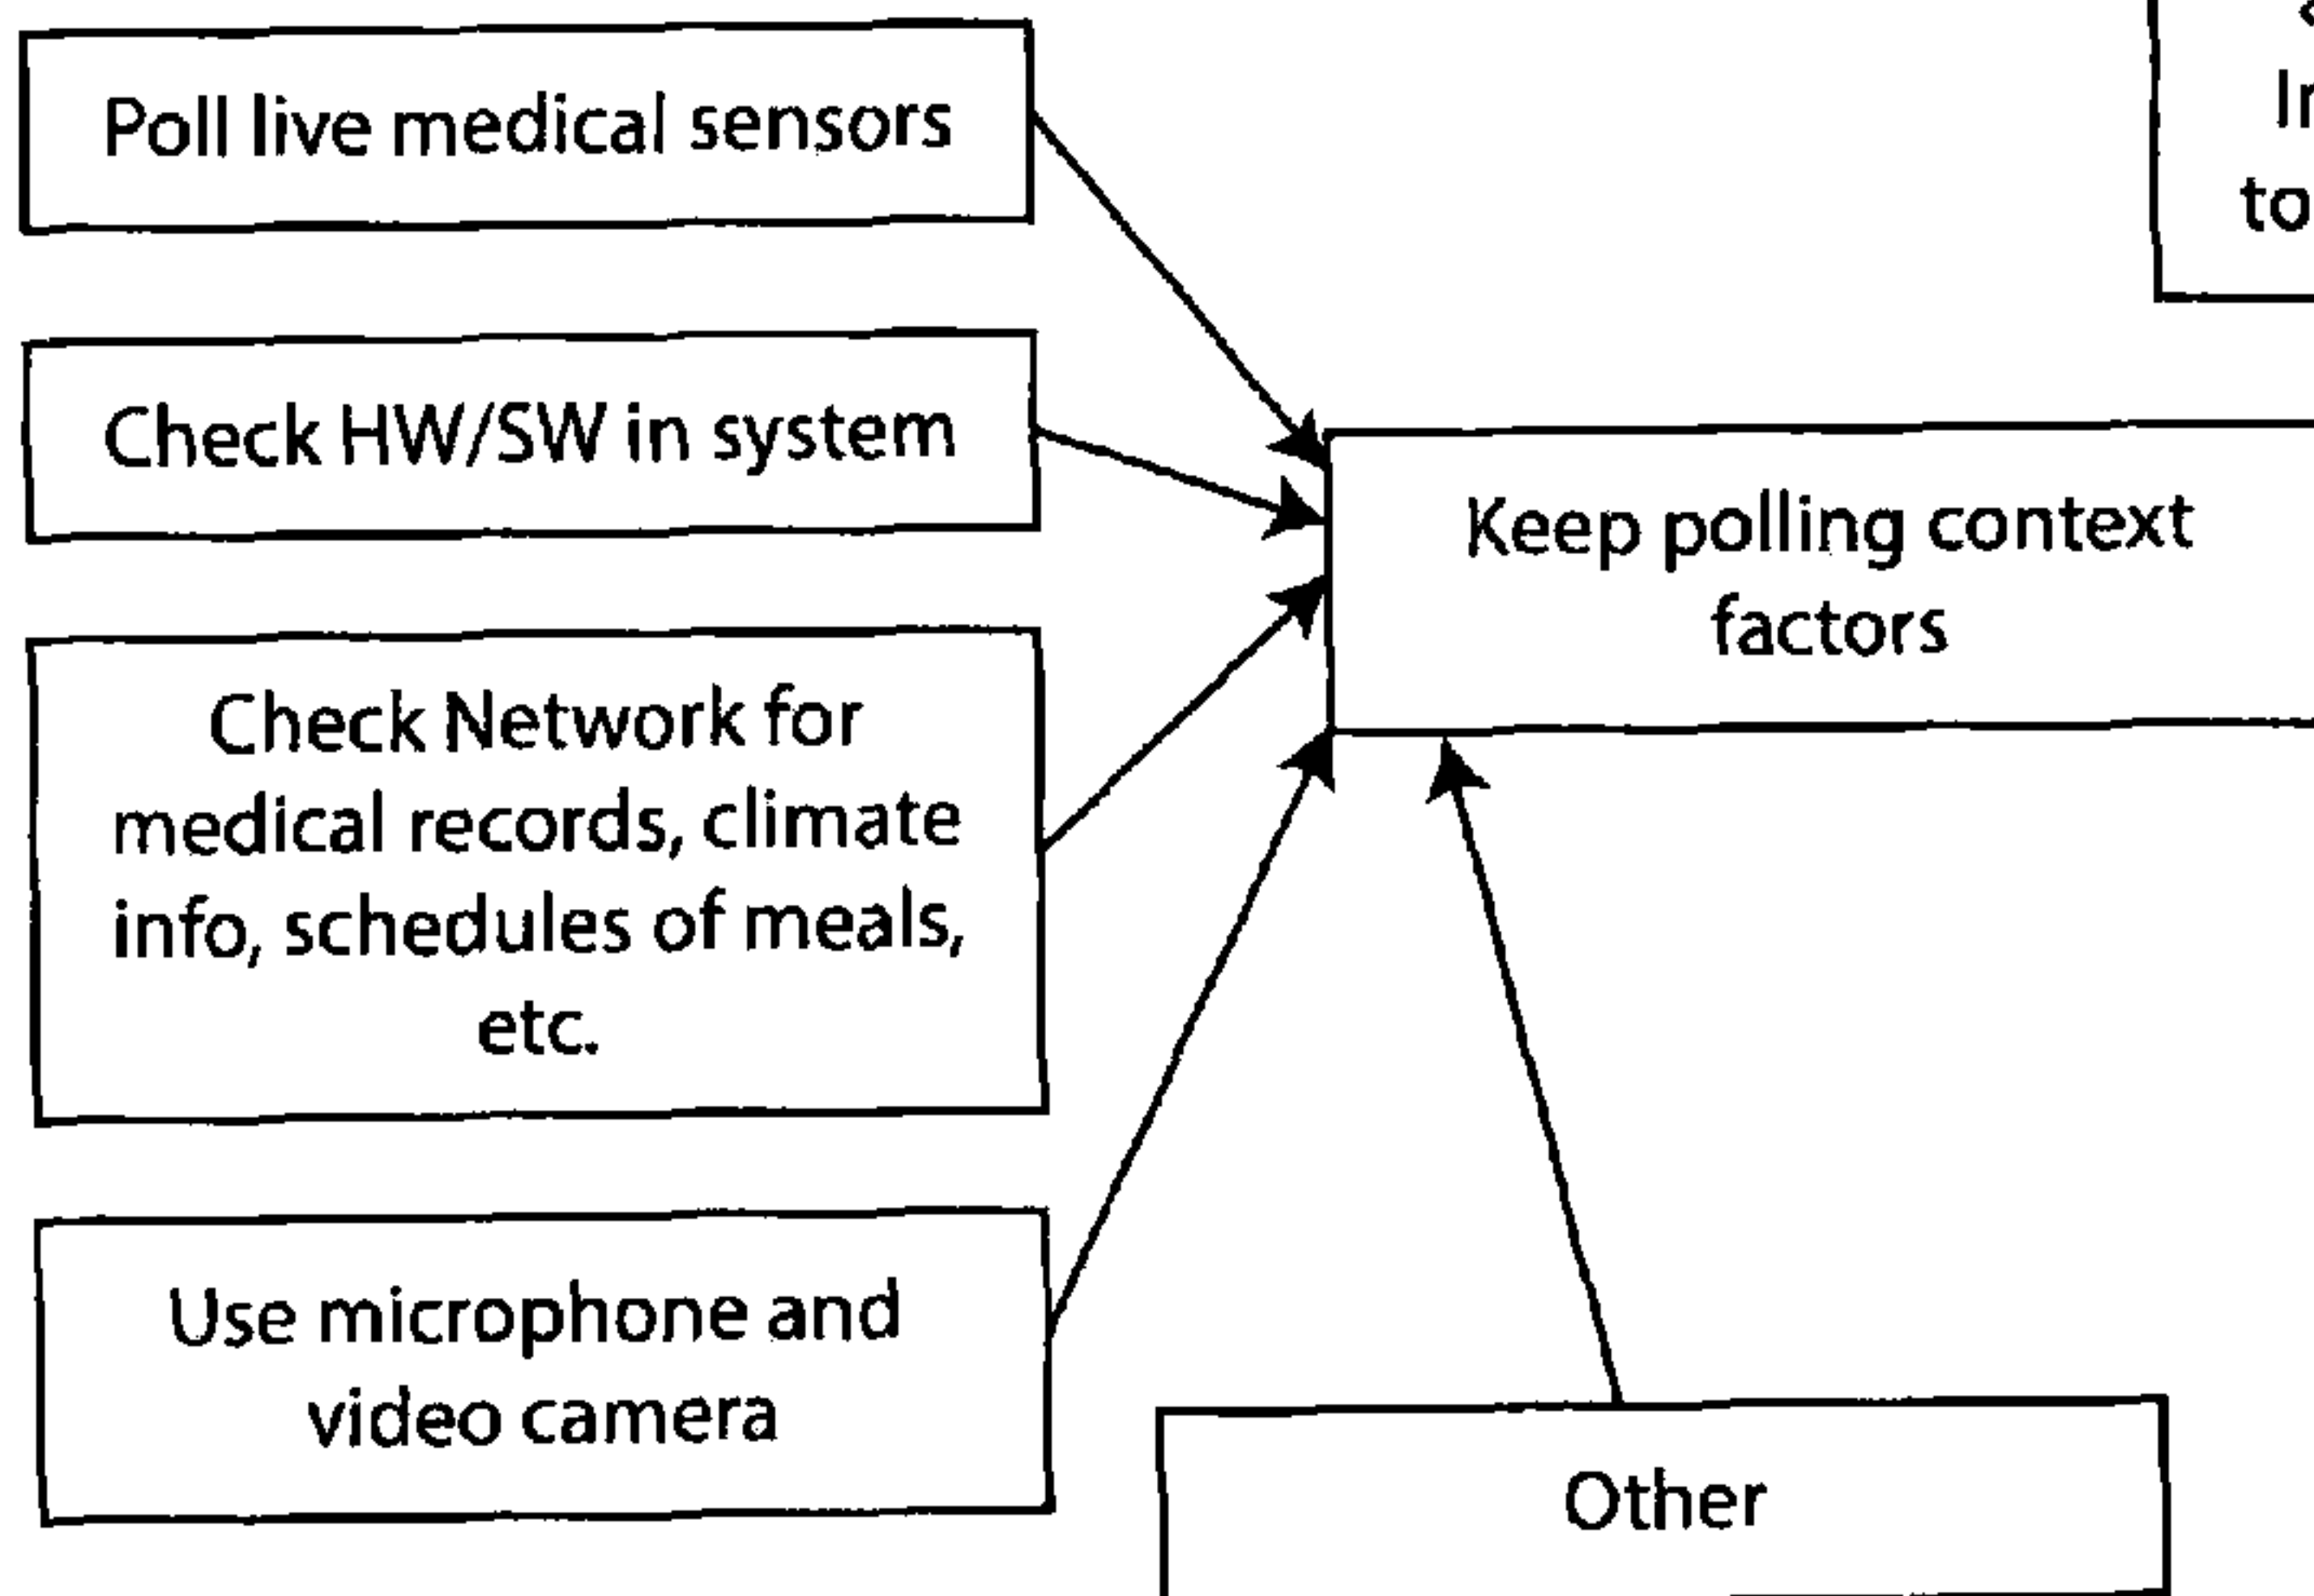 Poll live medical sensors
Check HW/SW in system
Check Network for
medical records, climate
info, schedules of meals,
etc.
Use microphone and
video camera
Keep polling context
factors
Other
to